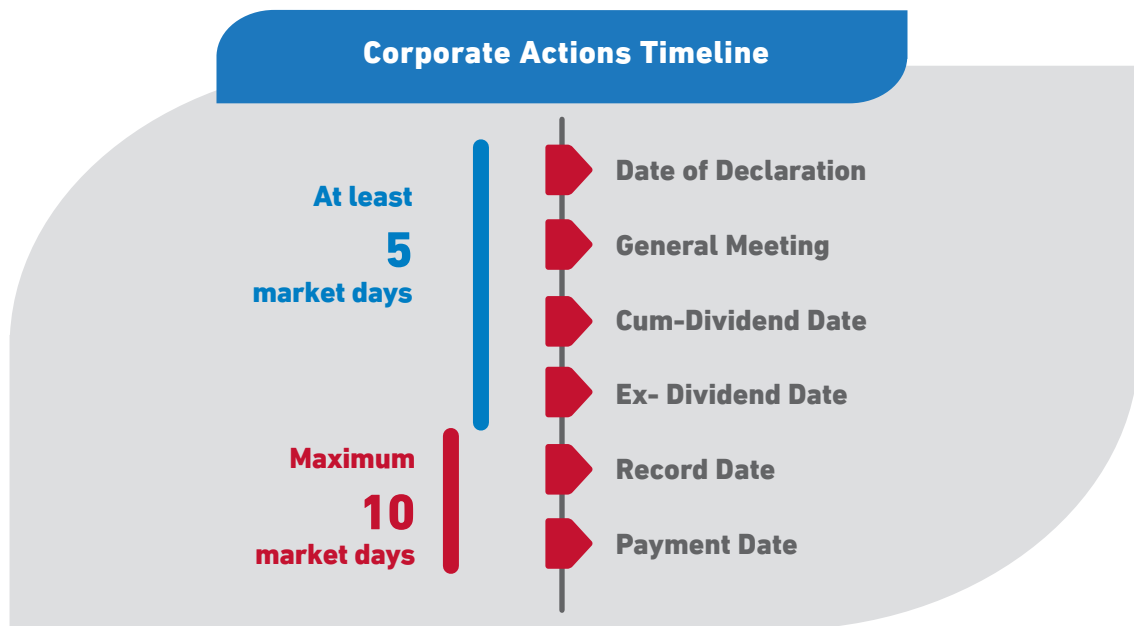 Corporate Actions Timeline
At least
5
market days
Maximum
10
market days
Date of Declaration
General Meeting
Cum-Dividend Date
Ex- Dividend Date
Record Date
Payment Date